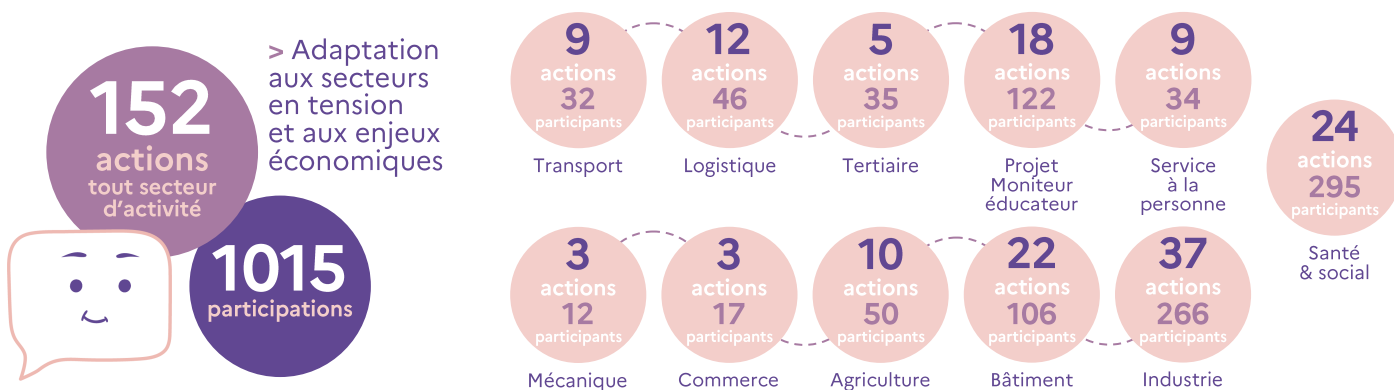 152
actions
tout secteur
d’activité
> Adaptation
aux secteurs
en tension
et aux enjeux
économiques
1015
participations
9
actions
32
participants
Transport
12
actions
46
participants
Logistique
5
actions
35
participants
Tertiaire
18
actions
122
participants
Projet
Moniteur
éducateur
9
actions
34
participants
Service
à la
personne
24
actions
295
participants
Santé
& social
3
actions
12
participants
Mécanique
3
actions
17
participants
Commerce
10
actions
50
participants
Agriculture
22
actions
106
participants
Bâtiment
37
actions
266
participants
Industrie